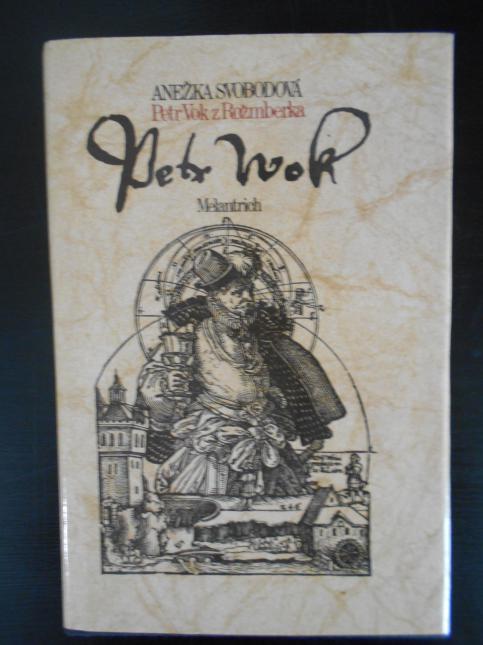 ANEŽKA SVOBODOVÁ
Petr Vok z Rožmberka
Petr Wok
Melantrich